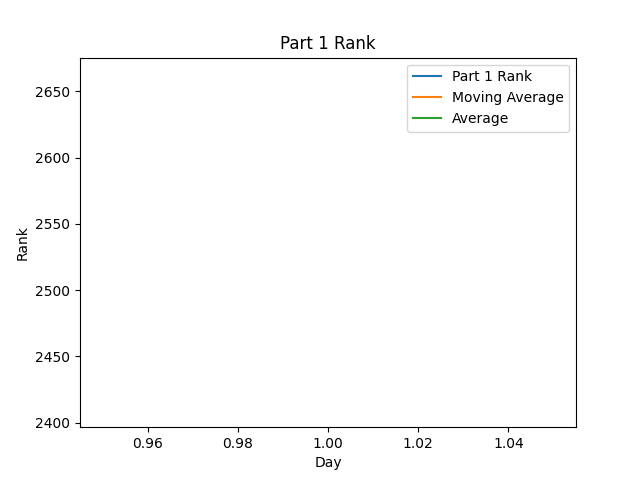 Part 1 Rank
Part 1 Rank
Moving Average
Average
2650
2600
2550
2500
2450
2400
Rank
0.96 0.98 1.00 1.02 1.04
Day